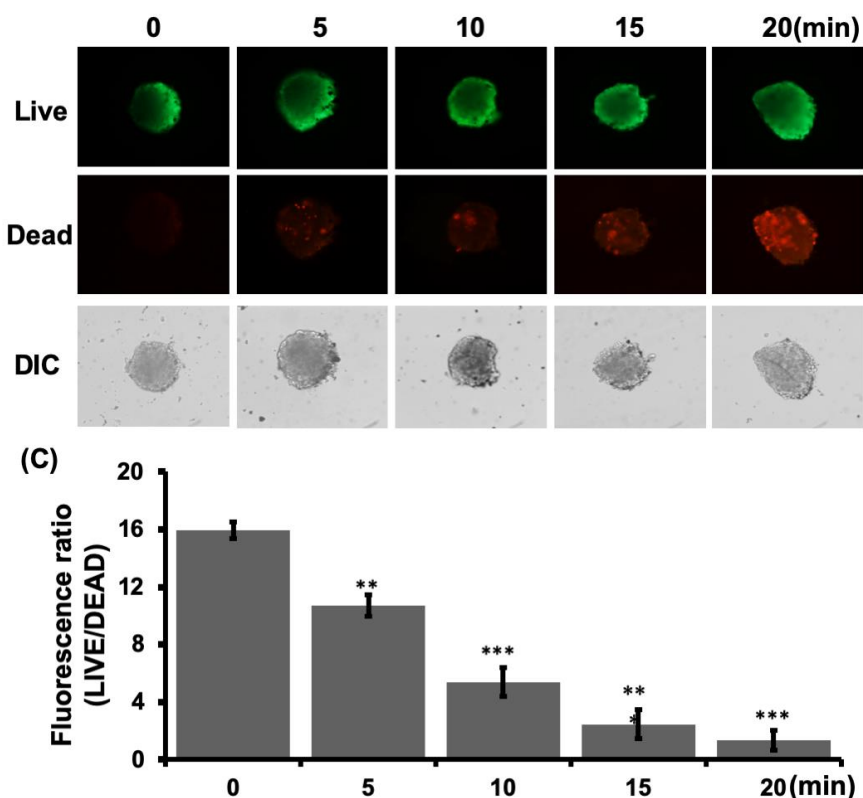 0 5 10 15 20(min)
Live
Dead
DIC
(C)
Fluorescence ratio
(LIVE/DEAD)
20
16
12
8
4
0
**
***
**
*
***
0 5 10 15 20(min)